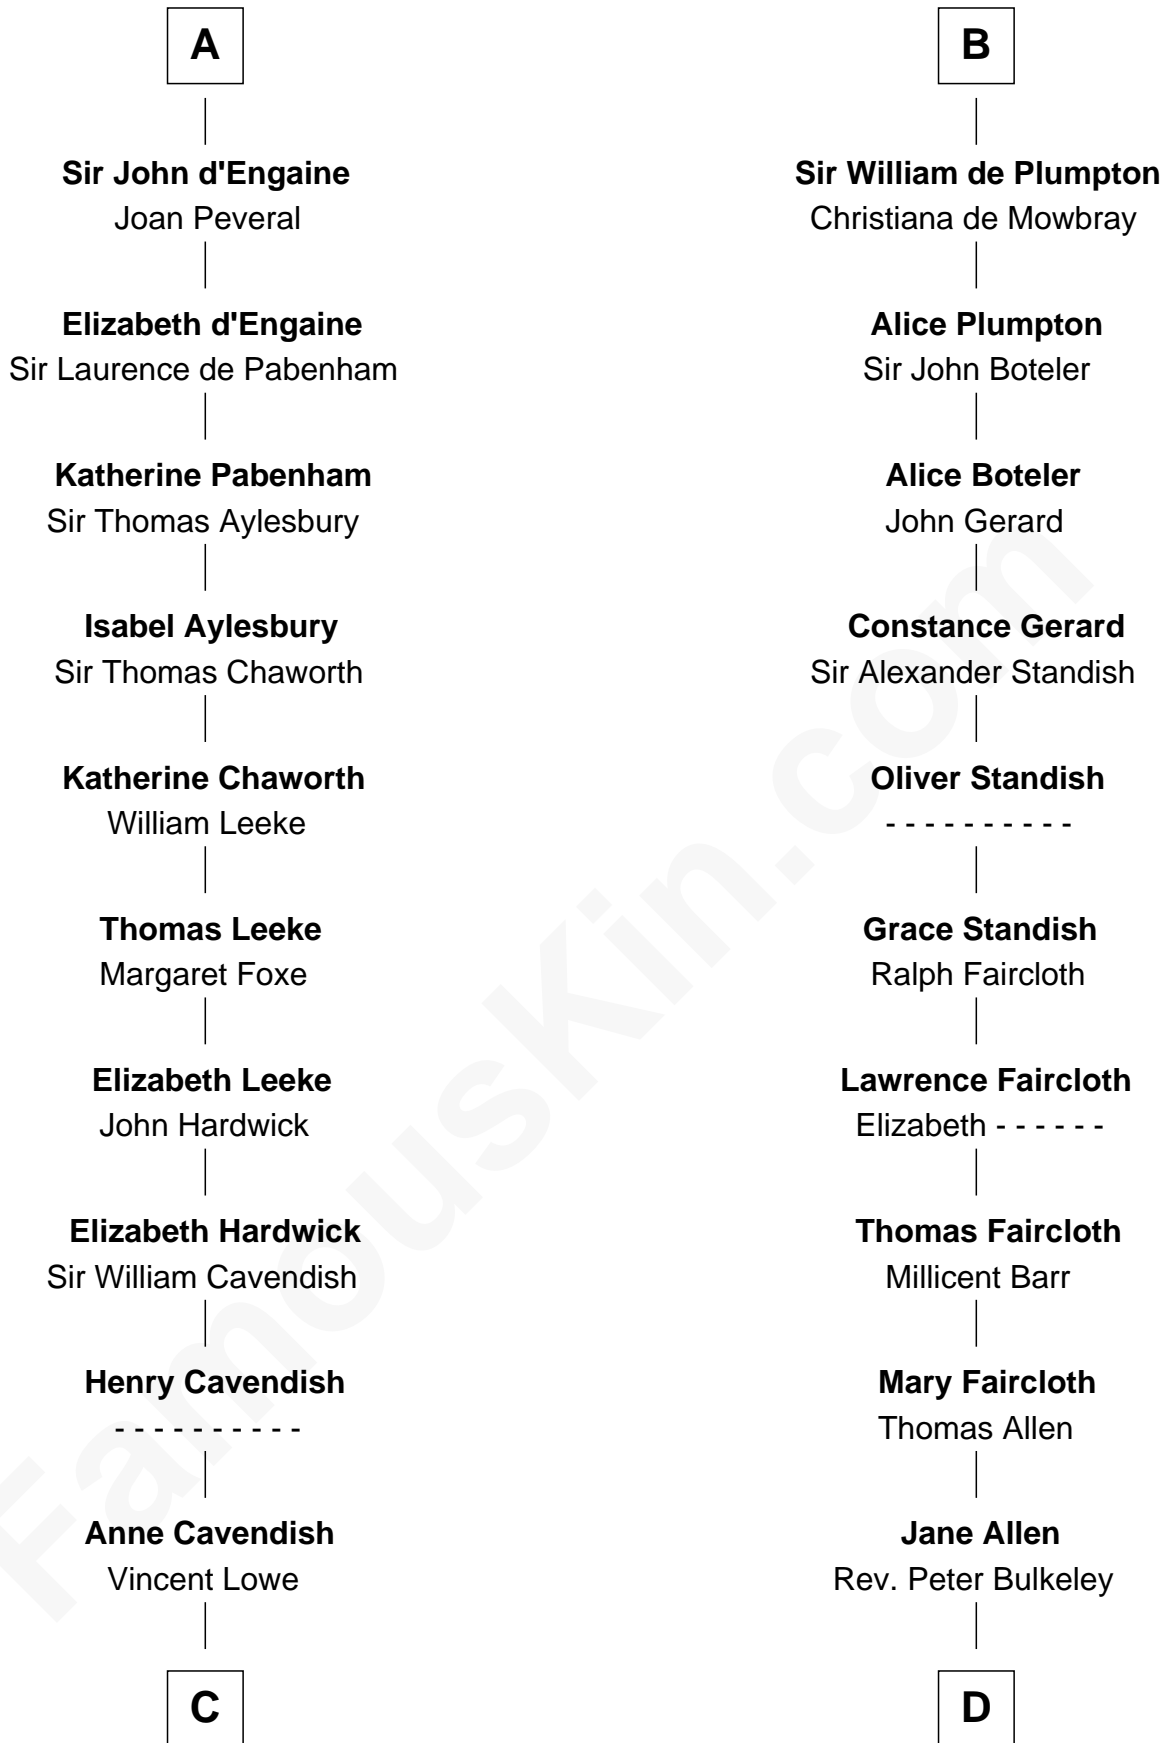 A
Sir John d'Engaine
Joan Peveral
Elizabeth d'Engaine
Sir Laurence de Pabenham
Katherine Pabenham
Sir Thomas Aylesbury
Isabel Aylesbury
Sir Thomas Chaworth
Katherine Chaworth
William Leeke
Thomas Leeke
Margaret Foxe
Elizabeth Leeke
John Hardwick
Elizabeth Hardwick
Sir William Cavendish
Henry Cavendish
- - - - - - - - - -
Anne Cavendish
Vincent Lowe
C
B
Sir William de Plumpton
Christiana de Mowbray
Alice Plumpton
Sir John Boteler
Alice Boteler
John Gerard
Constance Gerard
Sir Alexander Standish
Oliver Standish
- - - - - - - - - -
Grace Standish
Ralph Faircloth
Lawrence Faircloth
Elizabeth - - - - - -
Thomas Faircloth
Millicent Barr
Mary Faircloth
Thomas Allen
Jane Allen
Rev. Peter Bulkeley
D
FamousKin.com